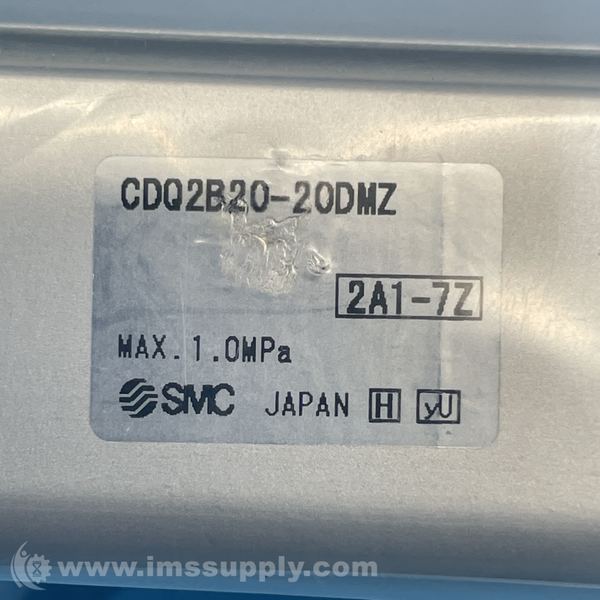 CDQ2B20-20DMZ
2A1-7Z
MAX.1.0MPa
SMC JAPAN H yU
www.imssupply.com